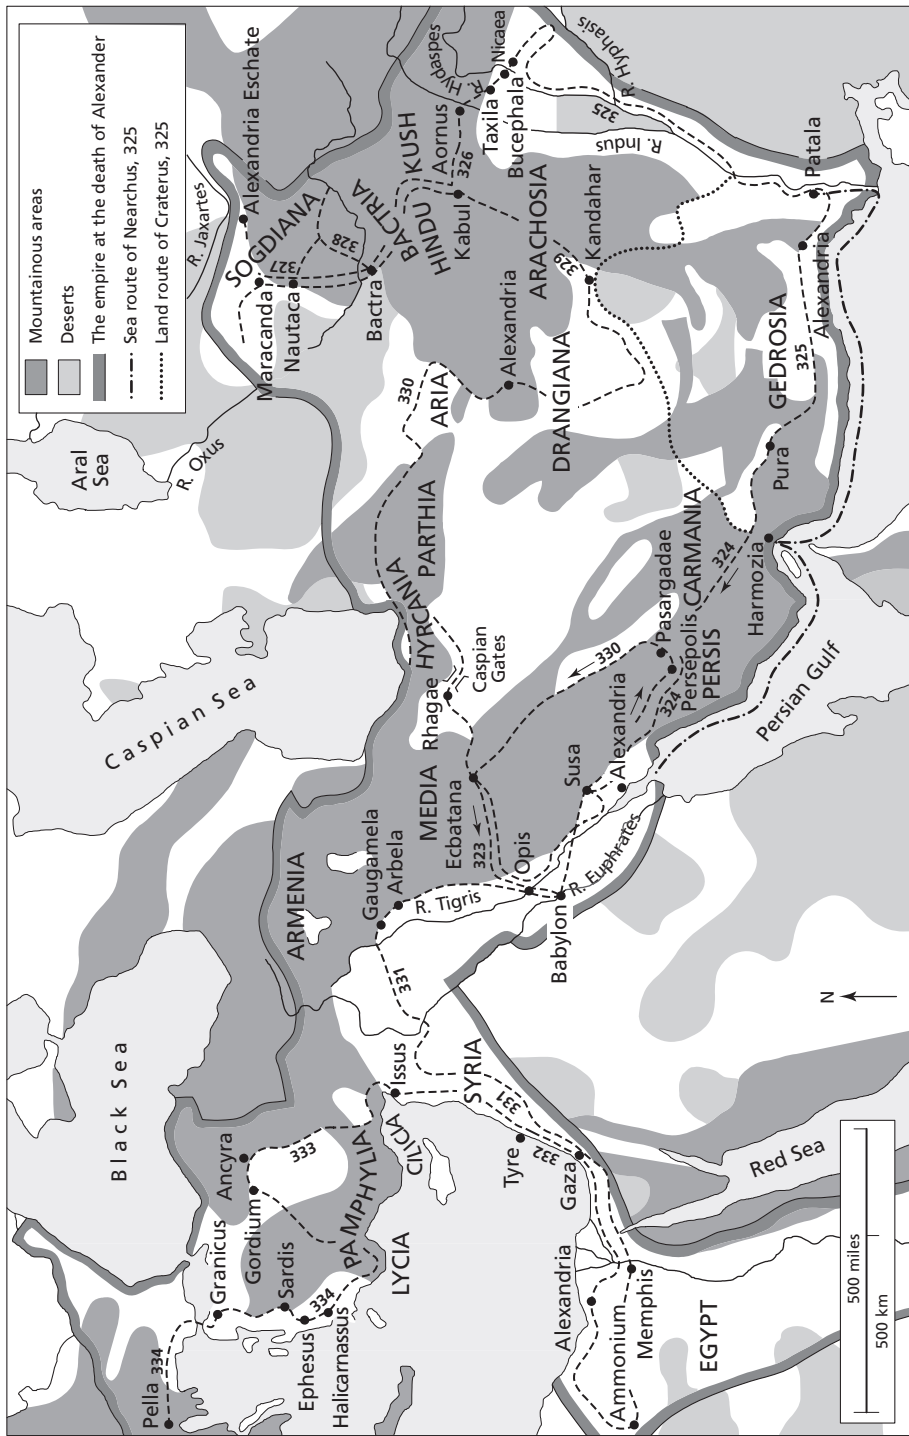 Mountainous areas
Deserts
The empire at the death of Alexander
Sea route of Nearchus, 325
Land route of Craterus, 325
Black Sea
Caspian Sea
Aral
Sea
R. Oxus
R. Jaxartes
Pella
334
Granicus
Gordium
Ancyra
Sardis
Ephesus
334
Halicarnassus
333
PAMPHYLIA
LYCIA
CILICIA
Issus
ARMENIA
SYRIA
331
331
Tyre
332
Gaza
Alexandria
Ammonium
Memphis
EGYPT
Red Sea
Gaugamela
Arbela
R. Tigris
MEDIA
Ecbatana
323
Opis
Babylon
R. Euphrates
Susa
Alexandria
Rhagae
Caspian
Gates
HYRCANIA
PARTHIA
330
Pasargadae
Persepolis
PERSIS
324
CARMANIA
324
Harmozia
Persian Gulf
330
ARIA
Alexandria
DRANGIANA
Pura
GEDROSIA
325
Alexandria
Patala
Maracanda
Nautaca
327
SOGDIANA
Alexandria Eschate
328
Bactra
BACTRIA
HINDU KUSH
Kabul
326
Aornus
R. Hydaspes
Taxila
Nicaea
Bucephala
R. Hyphasis
325
R. Indus
ARACHOSIA
329
Kandahar
N
500 miles
500 km